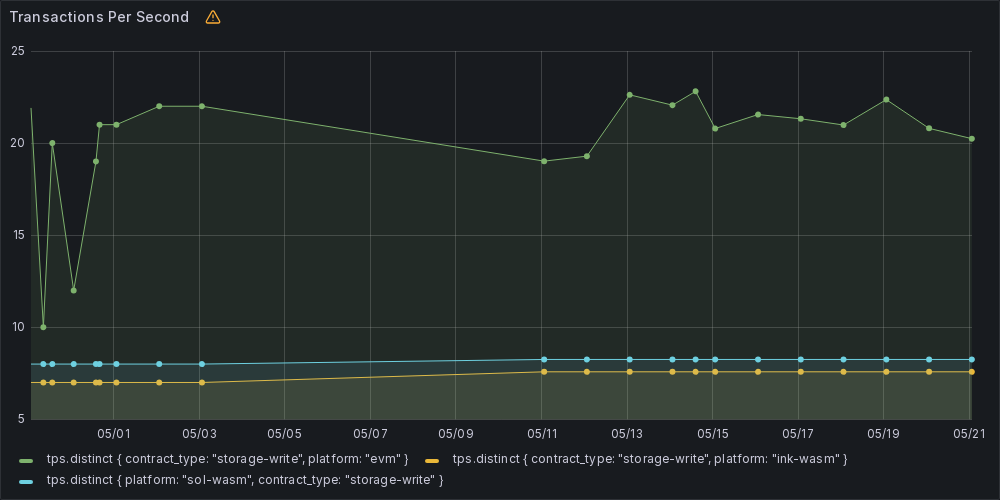 Transactions Per Second
25
20
15
10
5
05/01 05/03 05/05 05/07 05/09 05/11 05/13 05/15 05/17 05/19 05/21
tps.distinct { contract_type: "storage-write", platform: "evm" } tps.distinct { contract_type: "storage-write", platform: "ink-wasm" }
tps.distinct { platform: "sol-wasm", contract_type: "storage-write" }